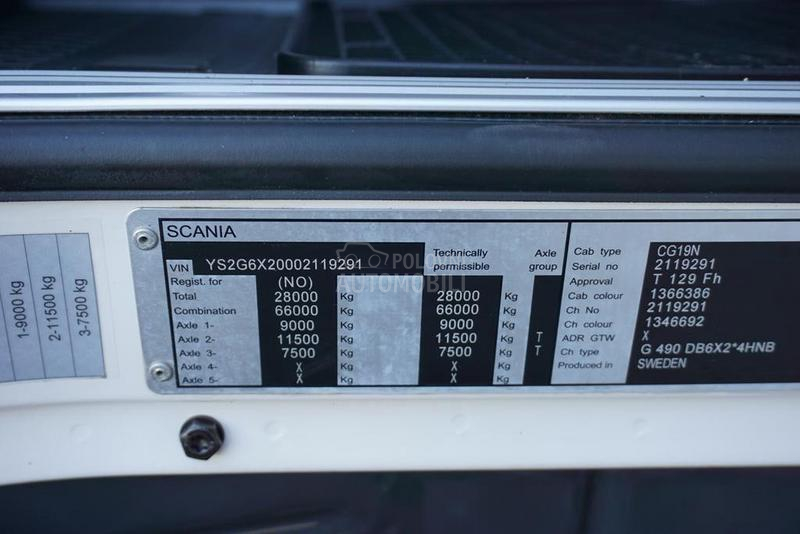 1-9000 kg
2-11500 kg
3-7500 kg
SCANIA
VIN YS2G6X20002119291
Technically permissible
Axle group
Regist. for (NO)
Total 28000 Kg 28000 Kg
Combination 66000 Kg 66000 Kg
Axle 1- 9000 Kg 9000 Kg
Axle 2- 11500 Kg 11500 Kg T
Axle 3- 7500 Kg 7500 Kg T
Axle 4- X Kg X Kg
Axle 5- X Kg X Kg
Cab type CG19N
Serial no 2119291
Approval T 129 Fh
Cab colour 1366386
Ch No 2119291
Ch colour 1346692
ADR GTW X
Ch type G 490 DB6X2*4HNB
Produced in SWEDEN
POLOVNI
AUTOMOBILI